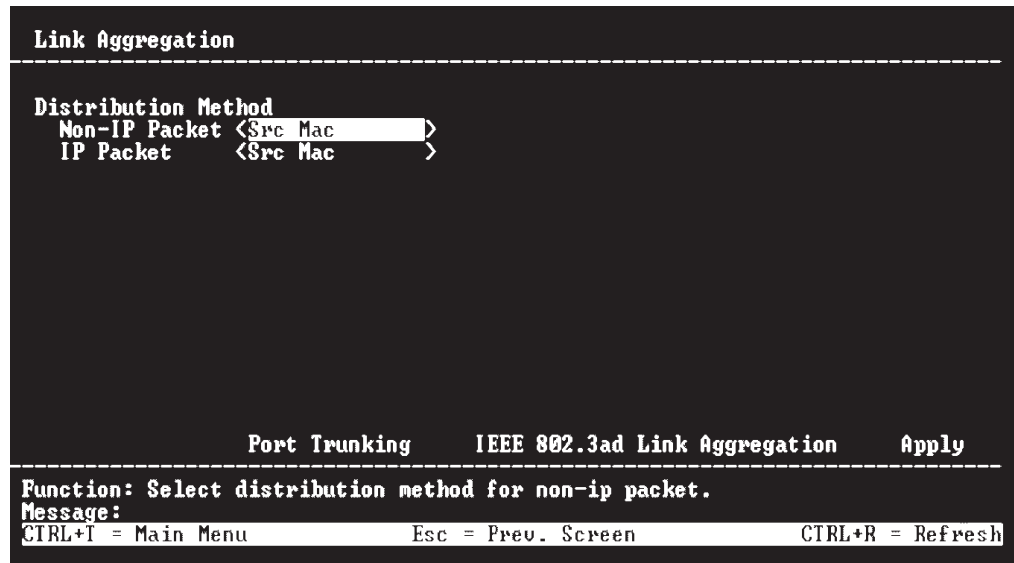 Link Aggregation
Distribution Method
Non-IP Packet <Src Mac >
IP Packet <Src Mac >
Port Trunking IEEE 802.3ad Link Aggregation Apply
Function: Select distribution method for non-ip packet.
Message:
CTRL+T = Main Menu Esc = Prev. Screen CTRL+R = Refresh